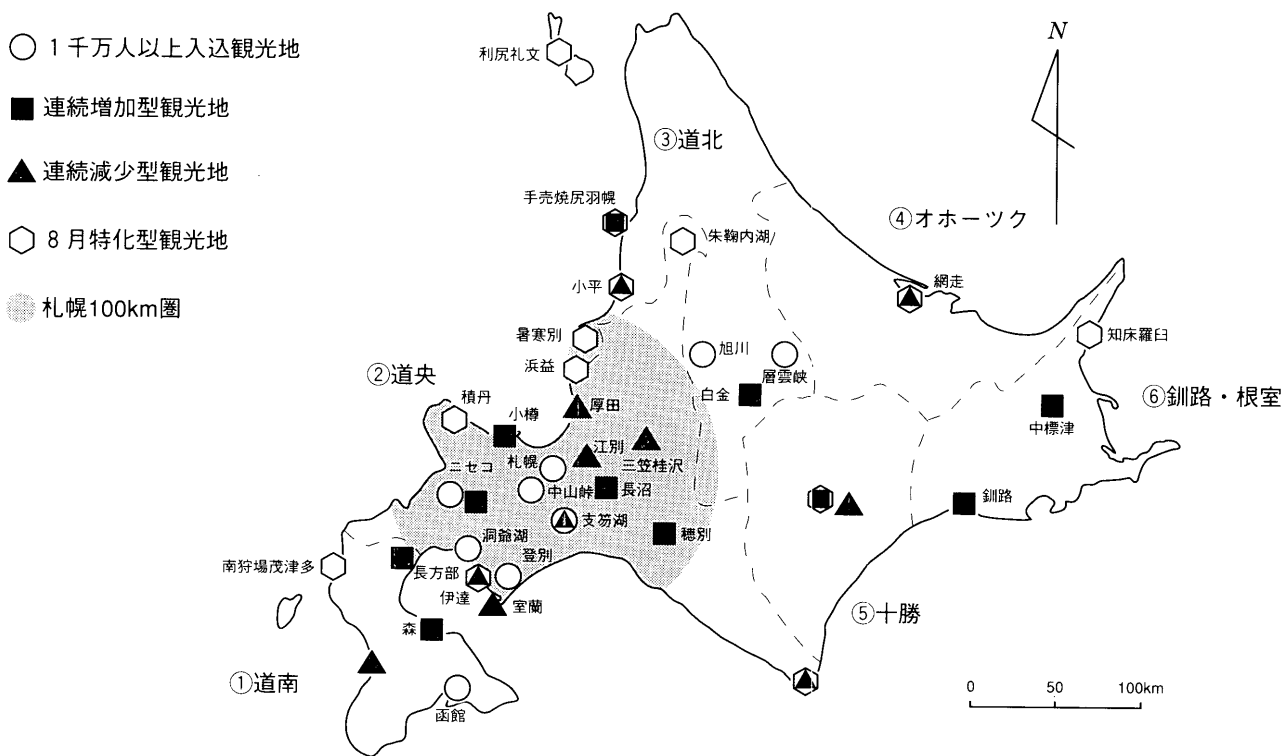 ○ 1千万人以上入込観光地
■ 連続増加型観光地
▲ 連続減少型観光地
⬡ 8月特化型観光地
札幌100km圏
N
利尻礼文
③道北
手売焼尻羽幌
朱鞠内湖
④オホーツク
小平
網走
暑寒別
知床羅臼
浜益
旭川
層雲峡
②道央
白金
⑥釧路・根室
積丹
小樽
厚田
中標津
江別
三笠桂沢
札幌
ニセコ
中山峠
長沼
釧路
支笏湖
穂別
洞爺湖
登別
南狩場茂津多
長方部
伊達
室蘭
⑤十勝
森
①道南
函館
0 50 100km